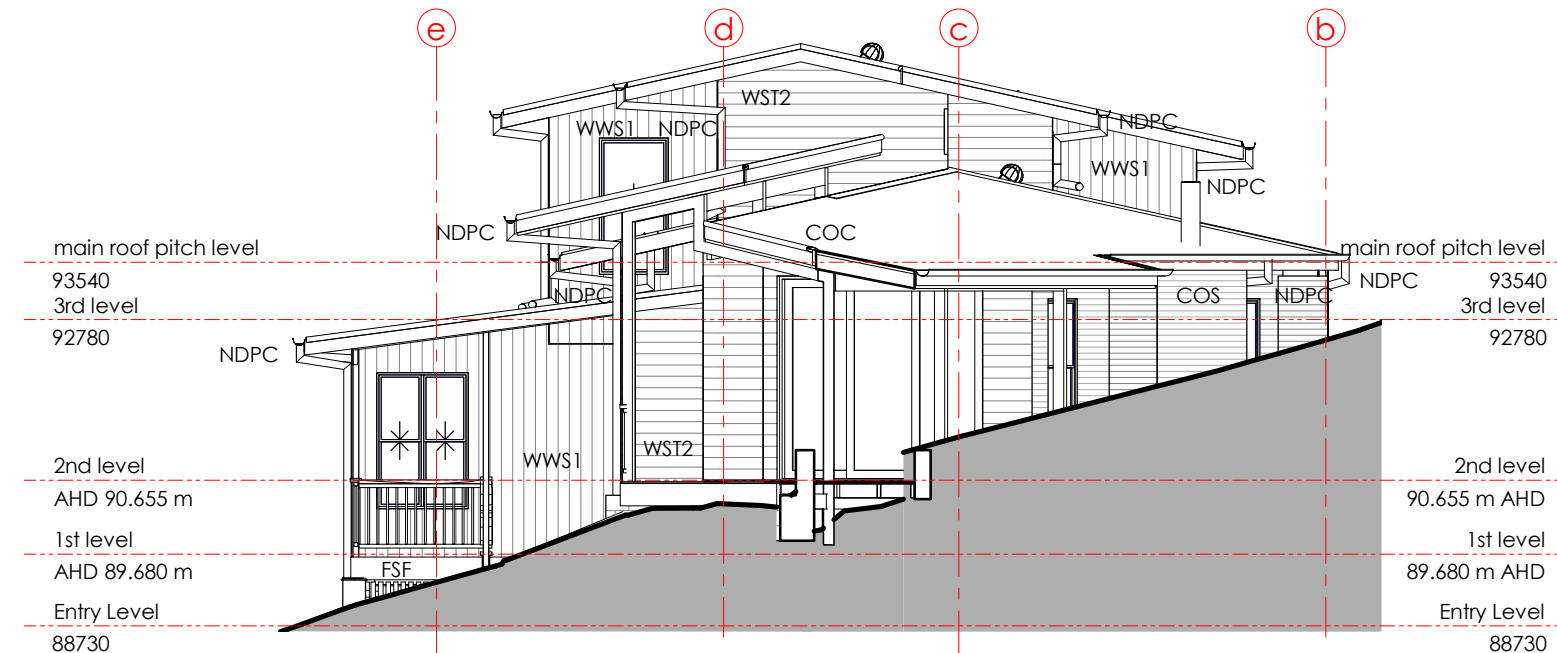 e
d
c
b
WST2
WWS1
NDPC
NDPC
WWS1
NDPC
NDPC
COC
main roof pitch level
93540
3rd level
92780
main roof pitch level
93540
3rd level
92780
NDPC
NDPC
COS
NDPC
NDPC
WST2
WWS1
2nd level
AHD 90.655 m
1st level
AHD 89.680 m
FSF
Entry Level
88730
2nd level
90.655 m AHD
1st level
89.680 m AHD
Entry Level
88730